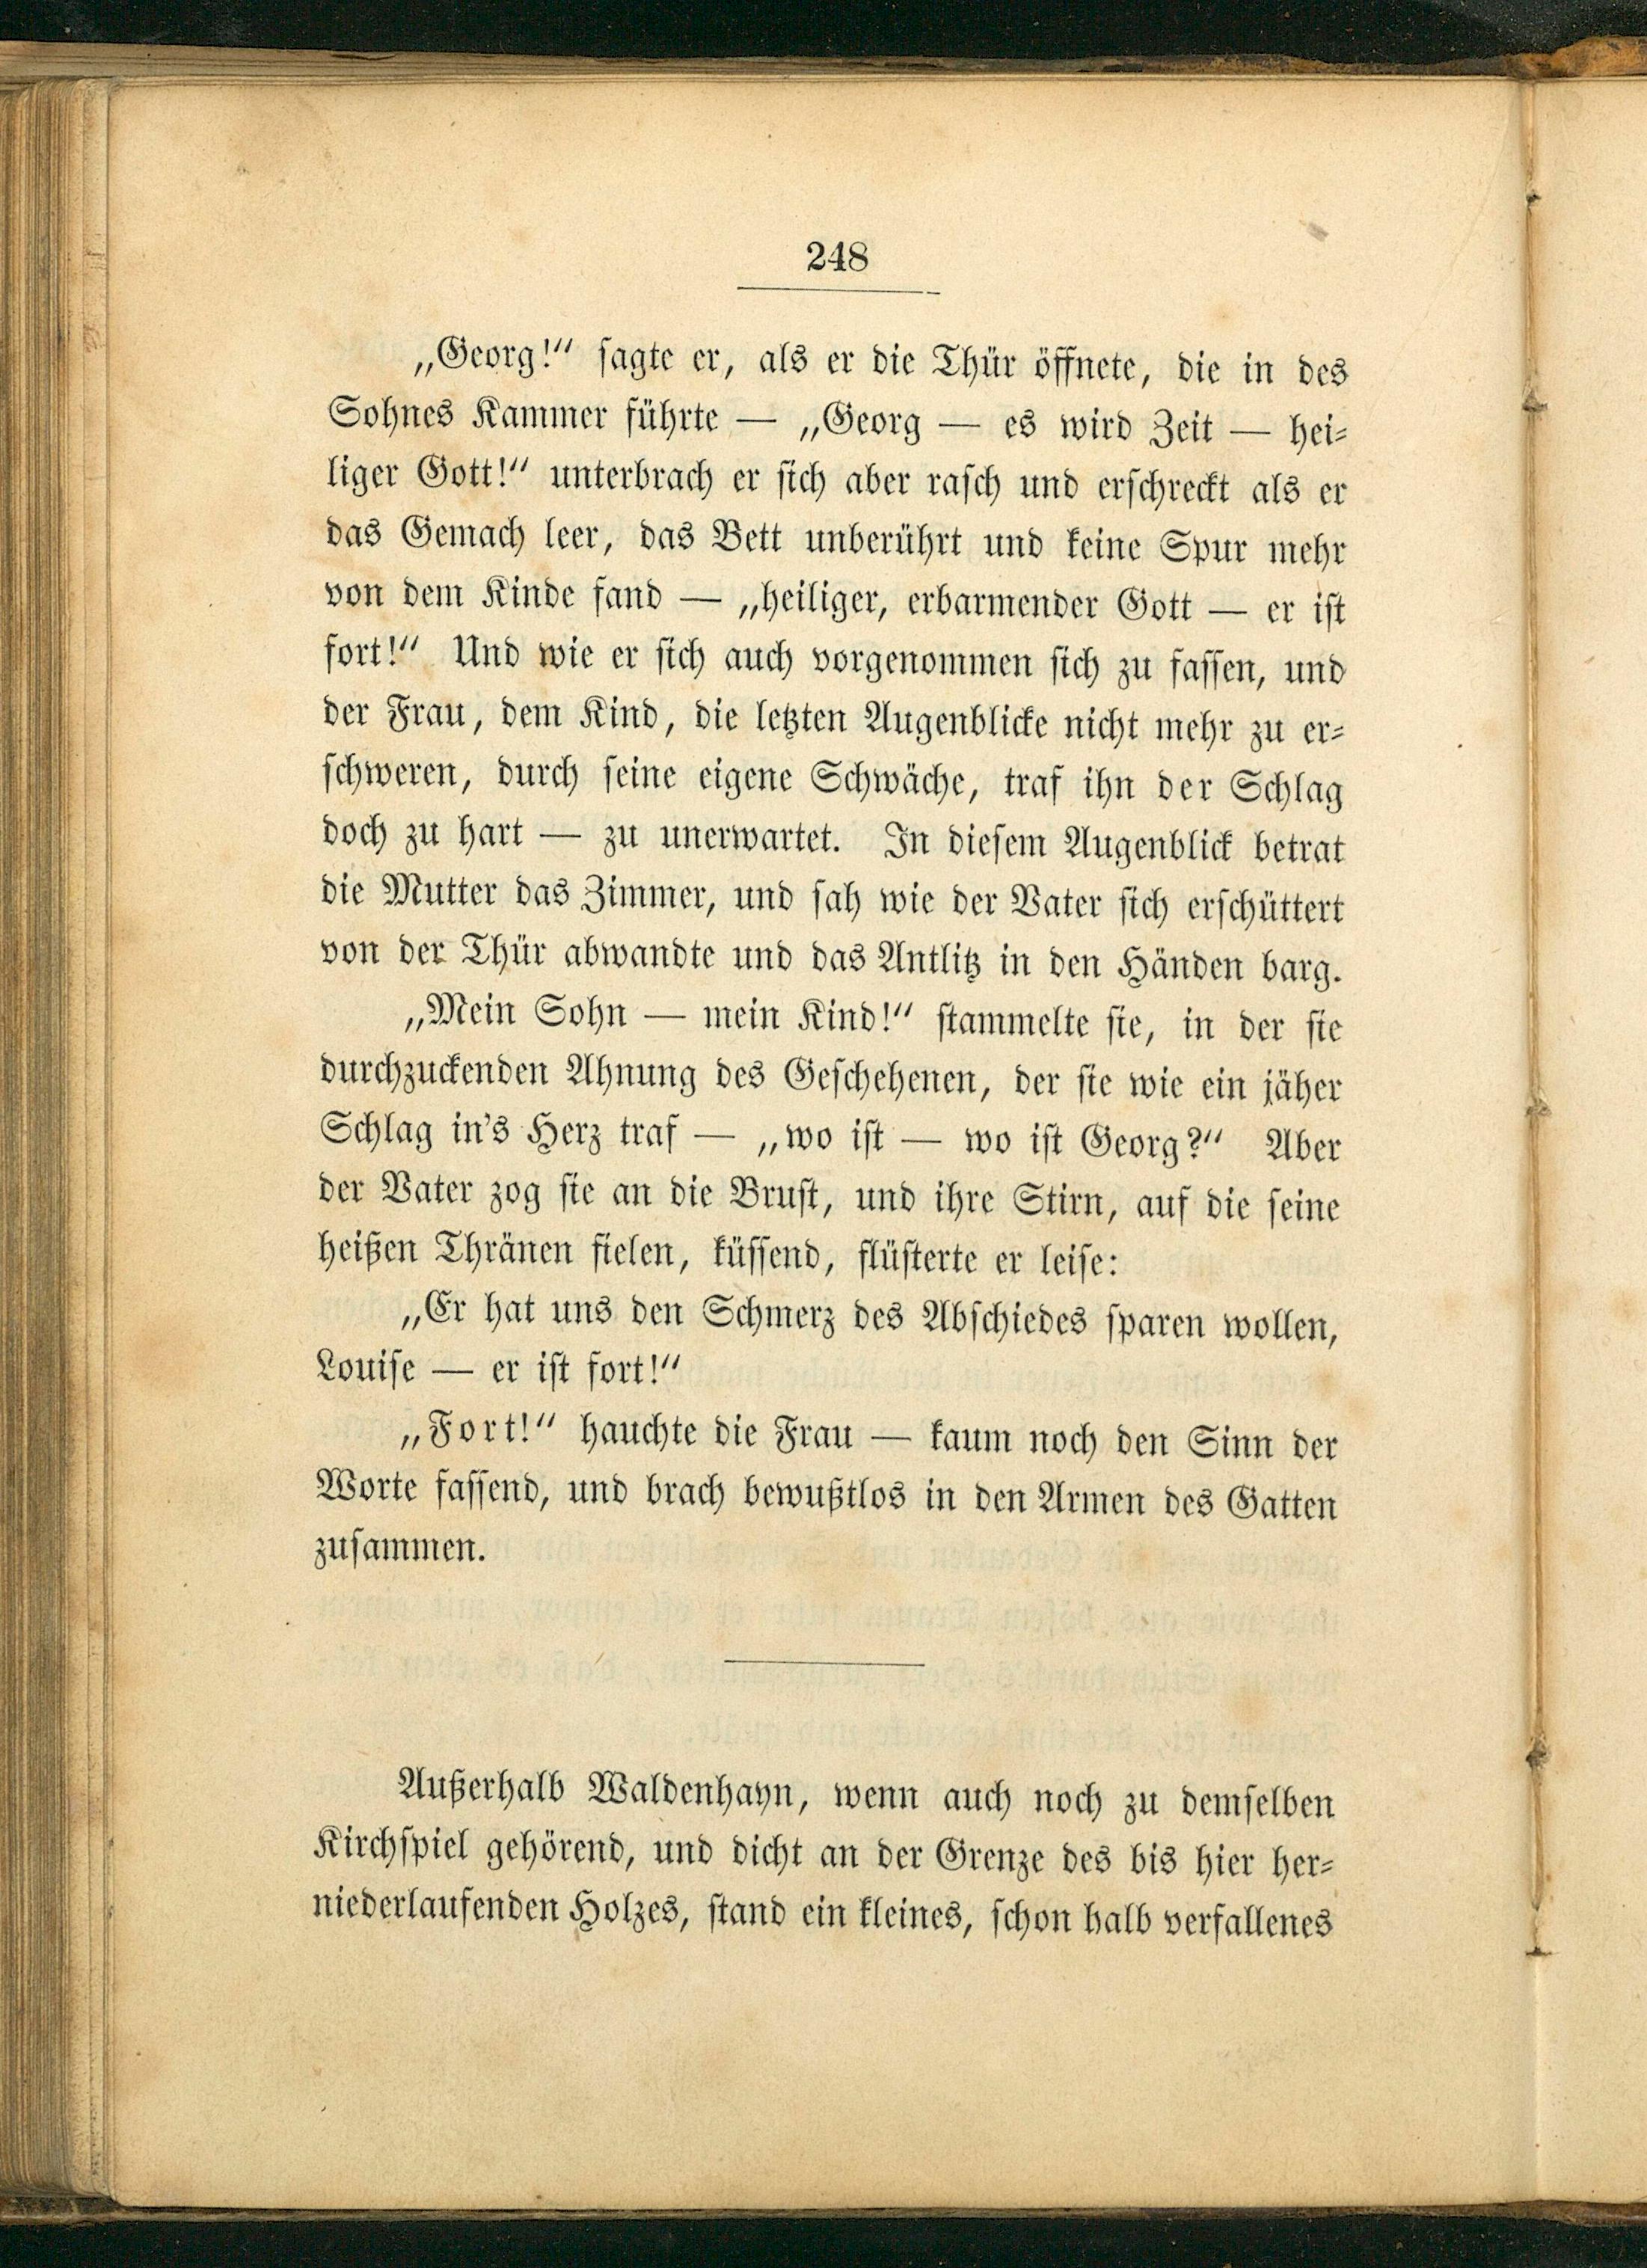 248
„Georg!“ sagte er, als er die Thür öffnete, die in des
Sohnes Kammer führte — „Georg — es wird Zeit — hei-
liger Gott!“ unterbrach er sich aber rasch und erschreckt als er
das Gemach leer, das Bett unberührt und keine Spur mehr
von dem Kinde fand — „heiliger, erbarmender Gott — er ist
fort!“ Und wie er sich auch vorgenommen sich zu fassen, und
der Frau, dem Kind, die letzten Augenblicke nicht mehr zu er-
schweren, durch seine eigene Schwäche, traf ihn der Schlag
doch zu hart — zu unerwartet. In diesem Augenblick betrat
die Mutter das Zimmer, und sah wie der Vater sich erschüttert
von der Thür abwandte und das Antlitz in den Händen barg.
„Mein Sohn — mein Kind!“ stammelte sie, in der sie
durchzuckenden Ahnung des Geschehenen, der sie wie ein jäher
Schlag in's Herz traf — „wo ist — wo ist Georg?“ Aber
der Vater zog sie an die Brust, und ihre Stirn, auf die seine
heißen Thränen fielen, küssend, flüsterte er leise:
„Er hat uns den Schmerz des Abschiedes sparen wollen,
Louise — er ist fort!“
„Fort!“ hauchte die Frau — kaum noch den Sinn der
Worte fassend, und brach bewußtlos in den Armen des Gatten
zusammen.
Außerhalb Waldenhayn, wenn auch noch zu demselben
Kirchspiel gehörend, und dicht an der Grenze des bis hier her-
niederlaufenden Holzes, stand ein kleines, schon halb verfallenes